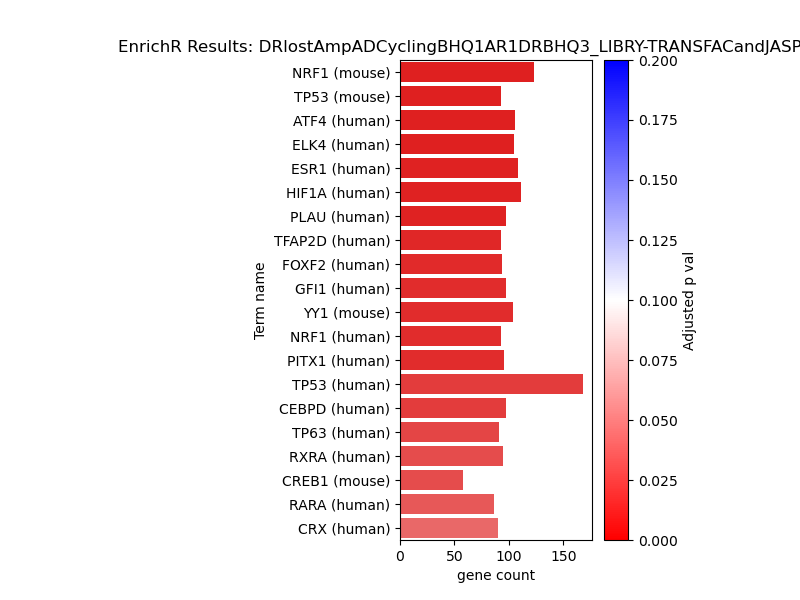 EnrichR Results: DRlostAmpADCyclingBHQ1AR1DRBHQ3_LIBRY-TRANSFACandJASP
NRF1 (mouse)
TP53 (mouse)
ATF4 (human)
ELK4 (human)
ESR1 (human)
HIF1A (human)
PLAU (human)
TFAP2D (human)
FOXF2 (human)
GFI1 (human)
YY1 (mouse)
NRF1 (human)
PITX1 (human)
TP53 (human)
CEBPD (human)
TP63 (human)
RXRA (human)
CREB1 (mouse)
RARA (human)
CRX (human)
Term name
0 50 100 150
gene count
0.200
0.175
0.150
0.125
0.100
0.075
0.050
0.025
0.000
Adjusted p val